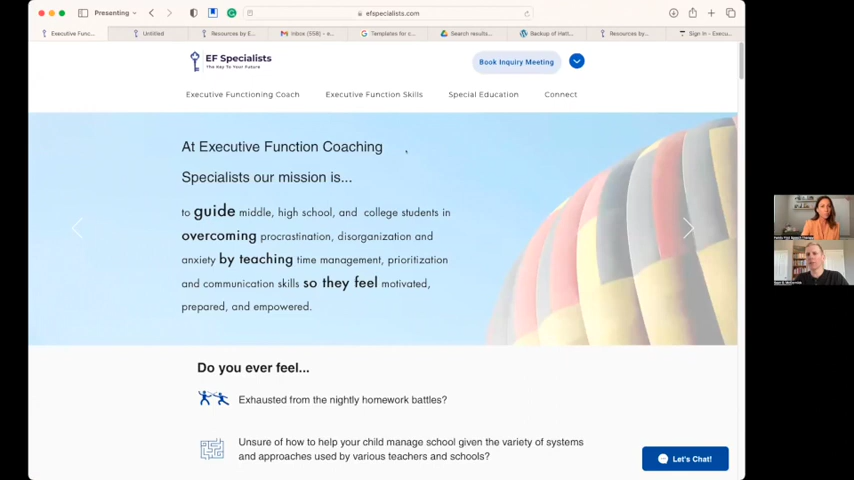 Presenting
efspecialists.com
Executive Func...
Untitled
Resources by E...
Inbox (558) - e...
Templates for c...
Search results...
Backup of Hatt...
Resources by...
Sign In - Execu...
EF Specialists
The Key To Your Future
Book Inquiry Meeting
Executive Functioning Coach
Executive Function Skills
Special Education
Connect
At Executive Function Coaching
Specialists our mission is...
to guide middle, high school, and college students in
overcoming procrastination, disorganization and
anxiety by teaching time management, prioritization
and communication skills so they feel motivated,
prepared, and empowered.
Do you ever feel...
Exhausted from the nightly homework battles?
Unsure of how to help your child manage school given the variety of systems
and approaches used by various teachers and schools?
Let's Chat!